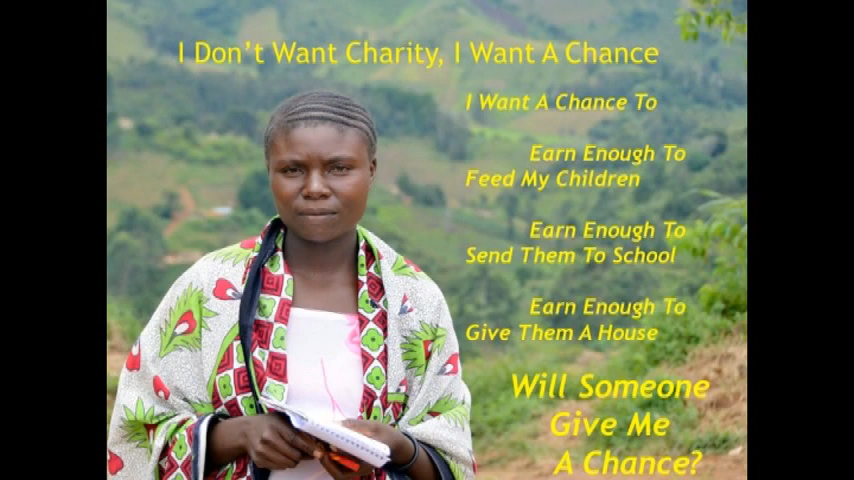 I Don't Want Charity, I Want A Chance
I Want A Chance To
Earn Enough To
Feed My Children
Earn Enough To
Send Them To School
Earn Enough To
Give Them A House
Will Someone
Give Me
A Chance?